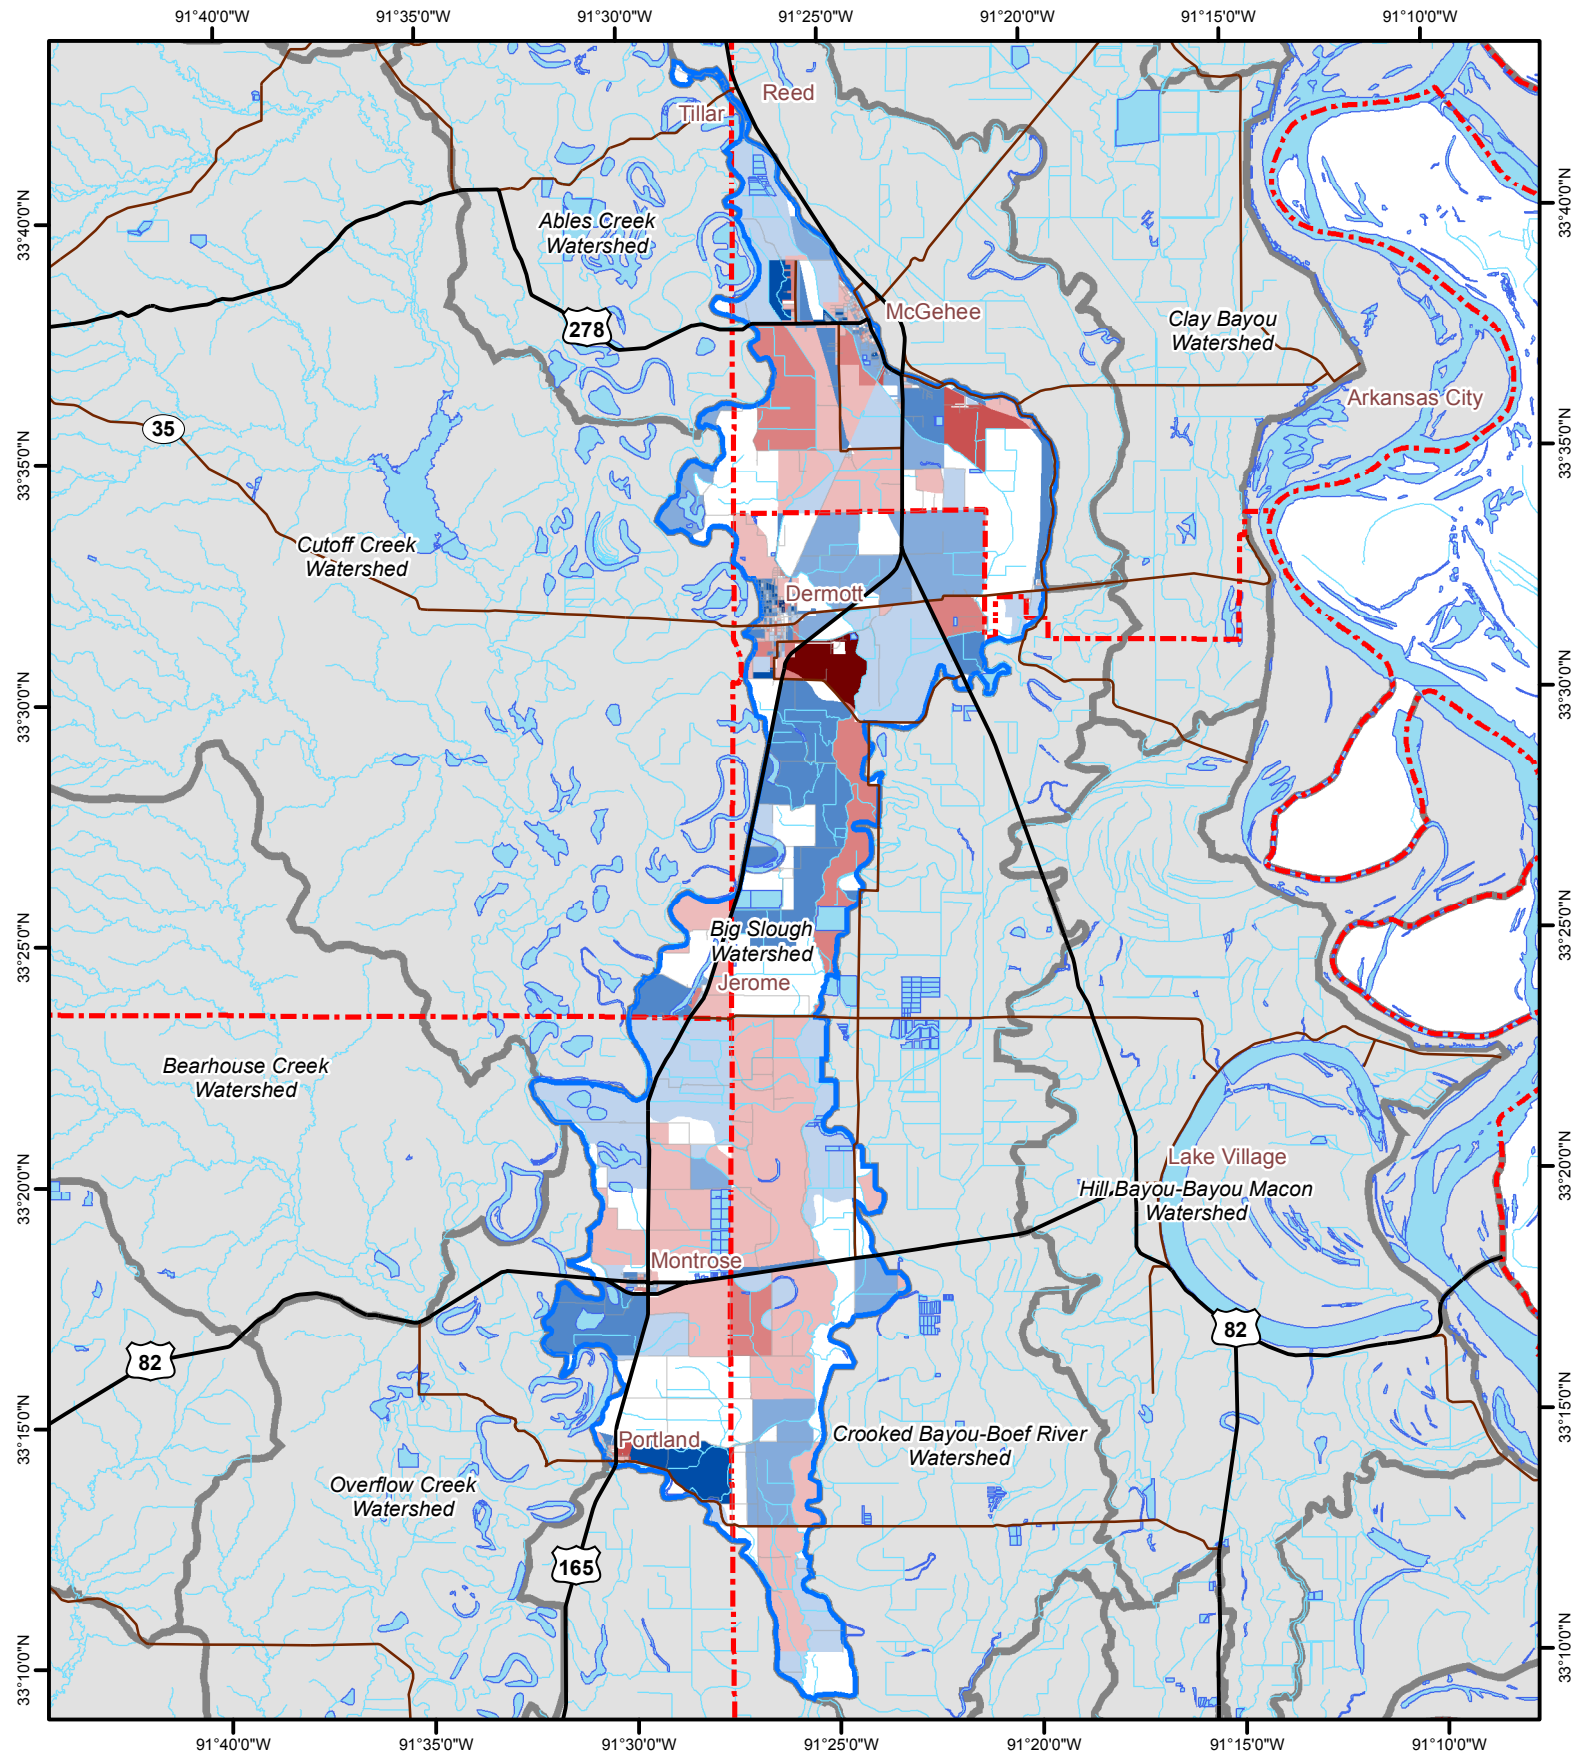 91°40'0"W 91°35'0"W 91°30'0"W 91°25'0"W 91°20'0"W 91°15'0"W 91°10'0"W
Reed
Tillar
33°40'0"N
33°40'0"N
Ables Creek
Watershed
278
McGehee
Clay Bayou
Watershed
Arkansas City
35
33°35'0"N
33°35'0"N
Cutoff Creek
Watershed
Dermott
33°30'0"N
33°30'0"N
Big Slough
Watershed
33°25'0"N
33°25'0"N
Jerome
Bearhouse Creek
Watershed
Lake Village
33°20'0"N
33°20'0"N
Hill Bayou-Bayou Macon
Watershed
Montrose
82
82
33°15'0"N
33°15'0"N
Portland
Crooked Bayou-Boef River
Watershed
Overflow Creek
Watershed
165
33°10'0"N
33°10'0"N
91°40'0"W 91°35'0"W 91°30'0"W 91°25'0"W 91°20'0"W 91°15'0"W 91°10'0"W